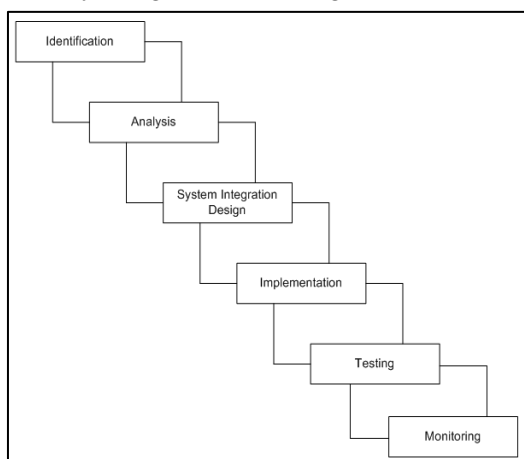 Identification
Analysis
System Integration
Design
Implementation
Testing
Monitoring